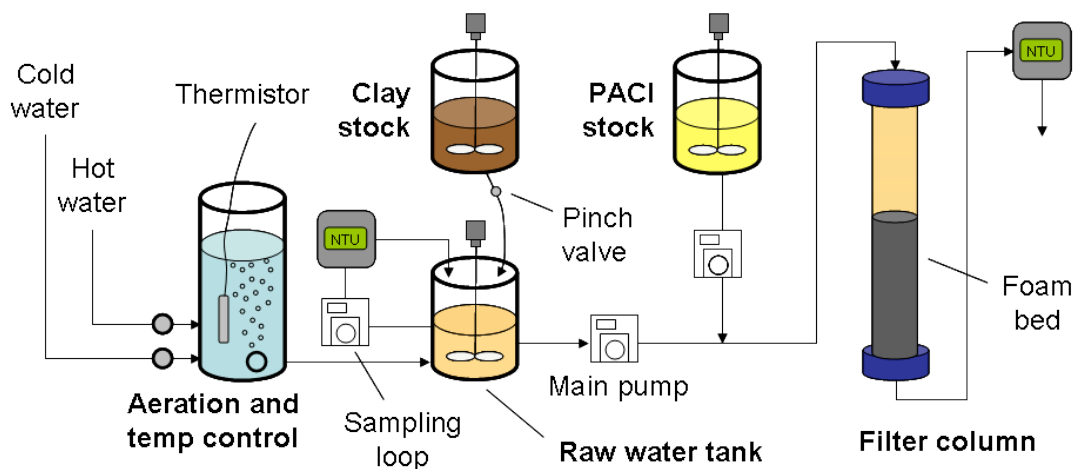 Cold
water
Thermistor
Hot
water
Clay
stock
PACl
stock
NTU
NTU
Pinch
valve
Foam
bed
Main pump
Aeration and
temp control
Sampling
loop
Raw water tank
Filter column